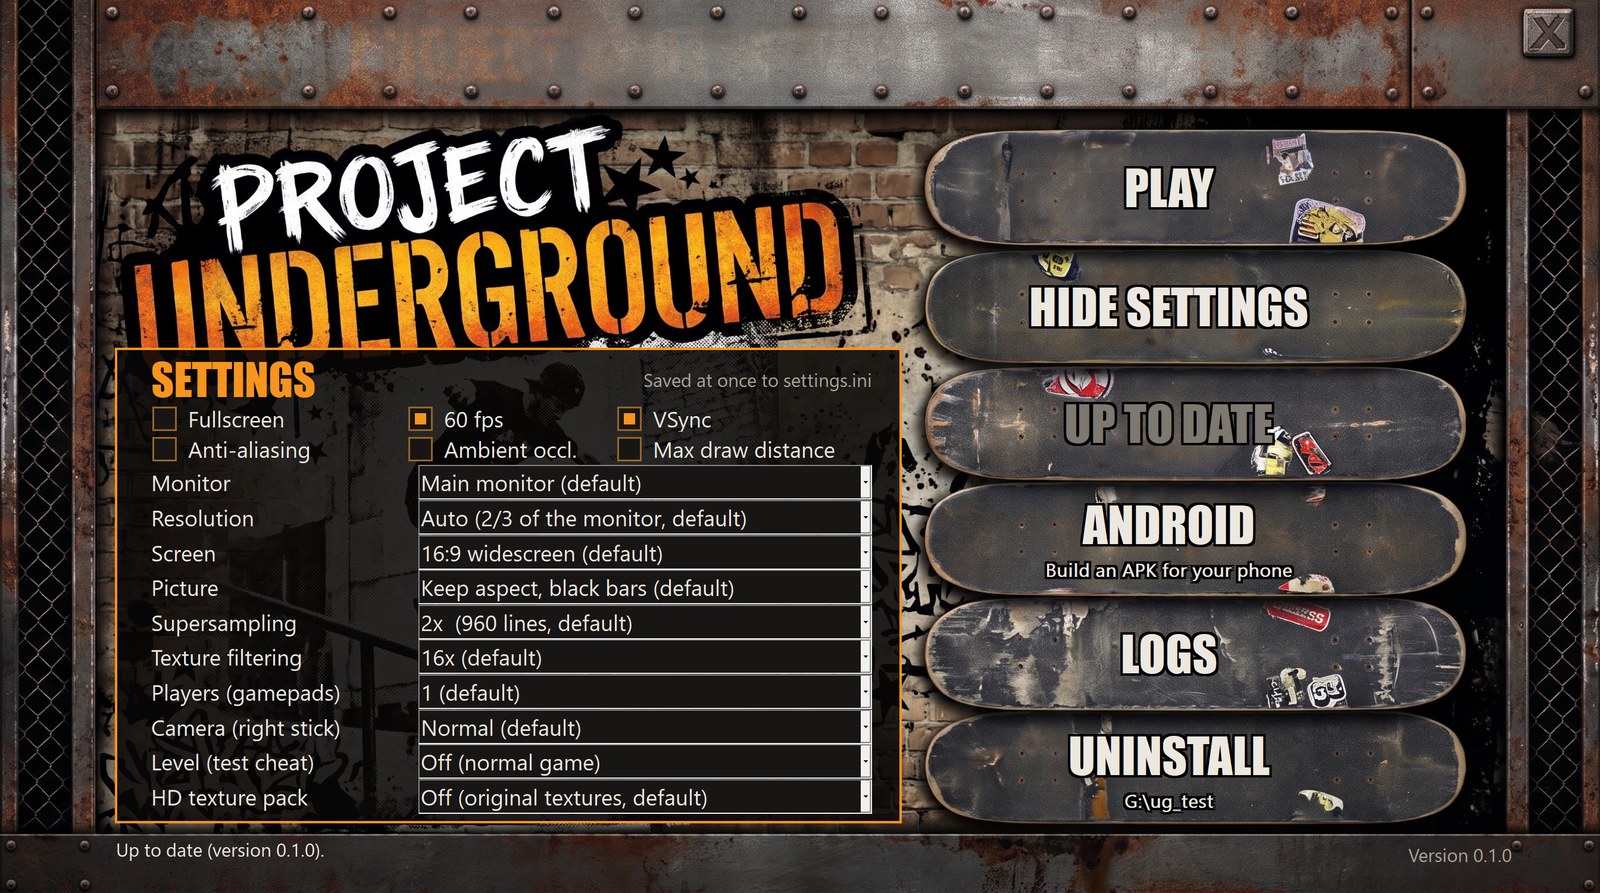 PROJECT
UNDERGROUND
SETTINGS
Saved at once to settings.ini
Fullscreen
60 fps
VSync
Anti-aliasing
Ambient occl.
Max draw distance
Monitor
Main monitor (default)
Resolution
Auto (2/3 of the monitor, default)
Screen
16:9 widescreen (default)
Picture
Keep aspect, black bars (default)
Supersampling
2x (960 lines, default)
Texture filtering
16x (default)
Players (gamepads)
1 (default)
Camera (right stick)
Normal (default)
Level (test cheat)
Off (normal game)
HD texture pack
Off (original textures, default)
X
PLAY
HIDE SETTINGS
UP TO DATE
ANDROID
Build an APK for your phone
LOGS
UNINSTALL
G:\ug_test
Up to date (version 0.1.0).
Version 0.1.0